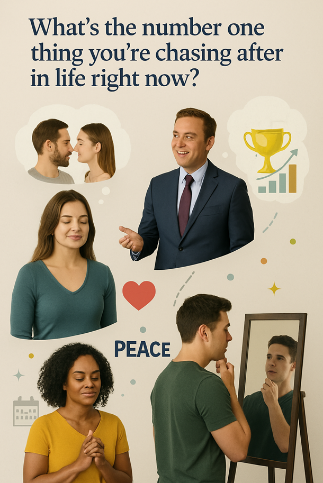 What's the number one
thing you're chasing after
in life right now?
PEACE